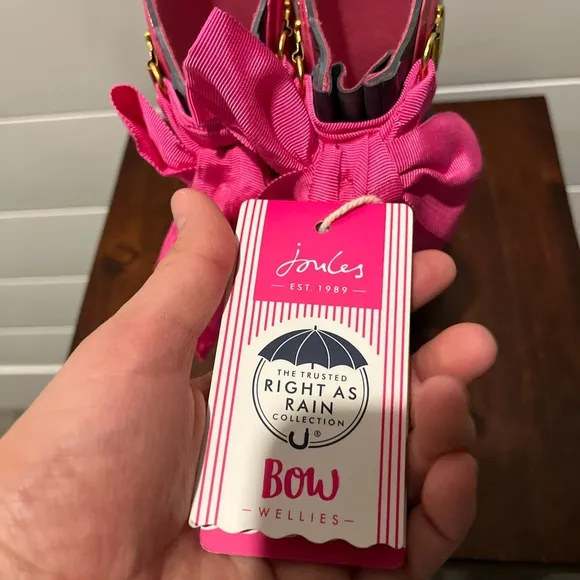 joules
EST. 1989
THE TRUSTED
RIGHT AS
RAIN
COLLECTION
®
BOW
WELLIES